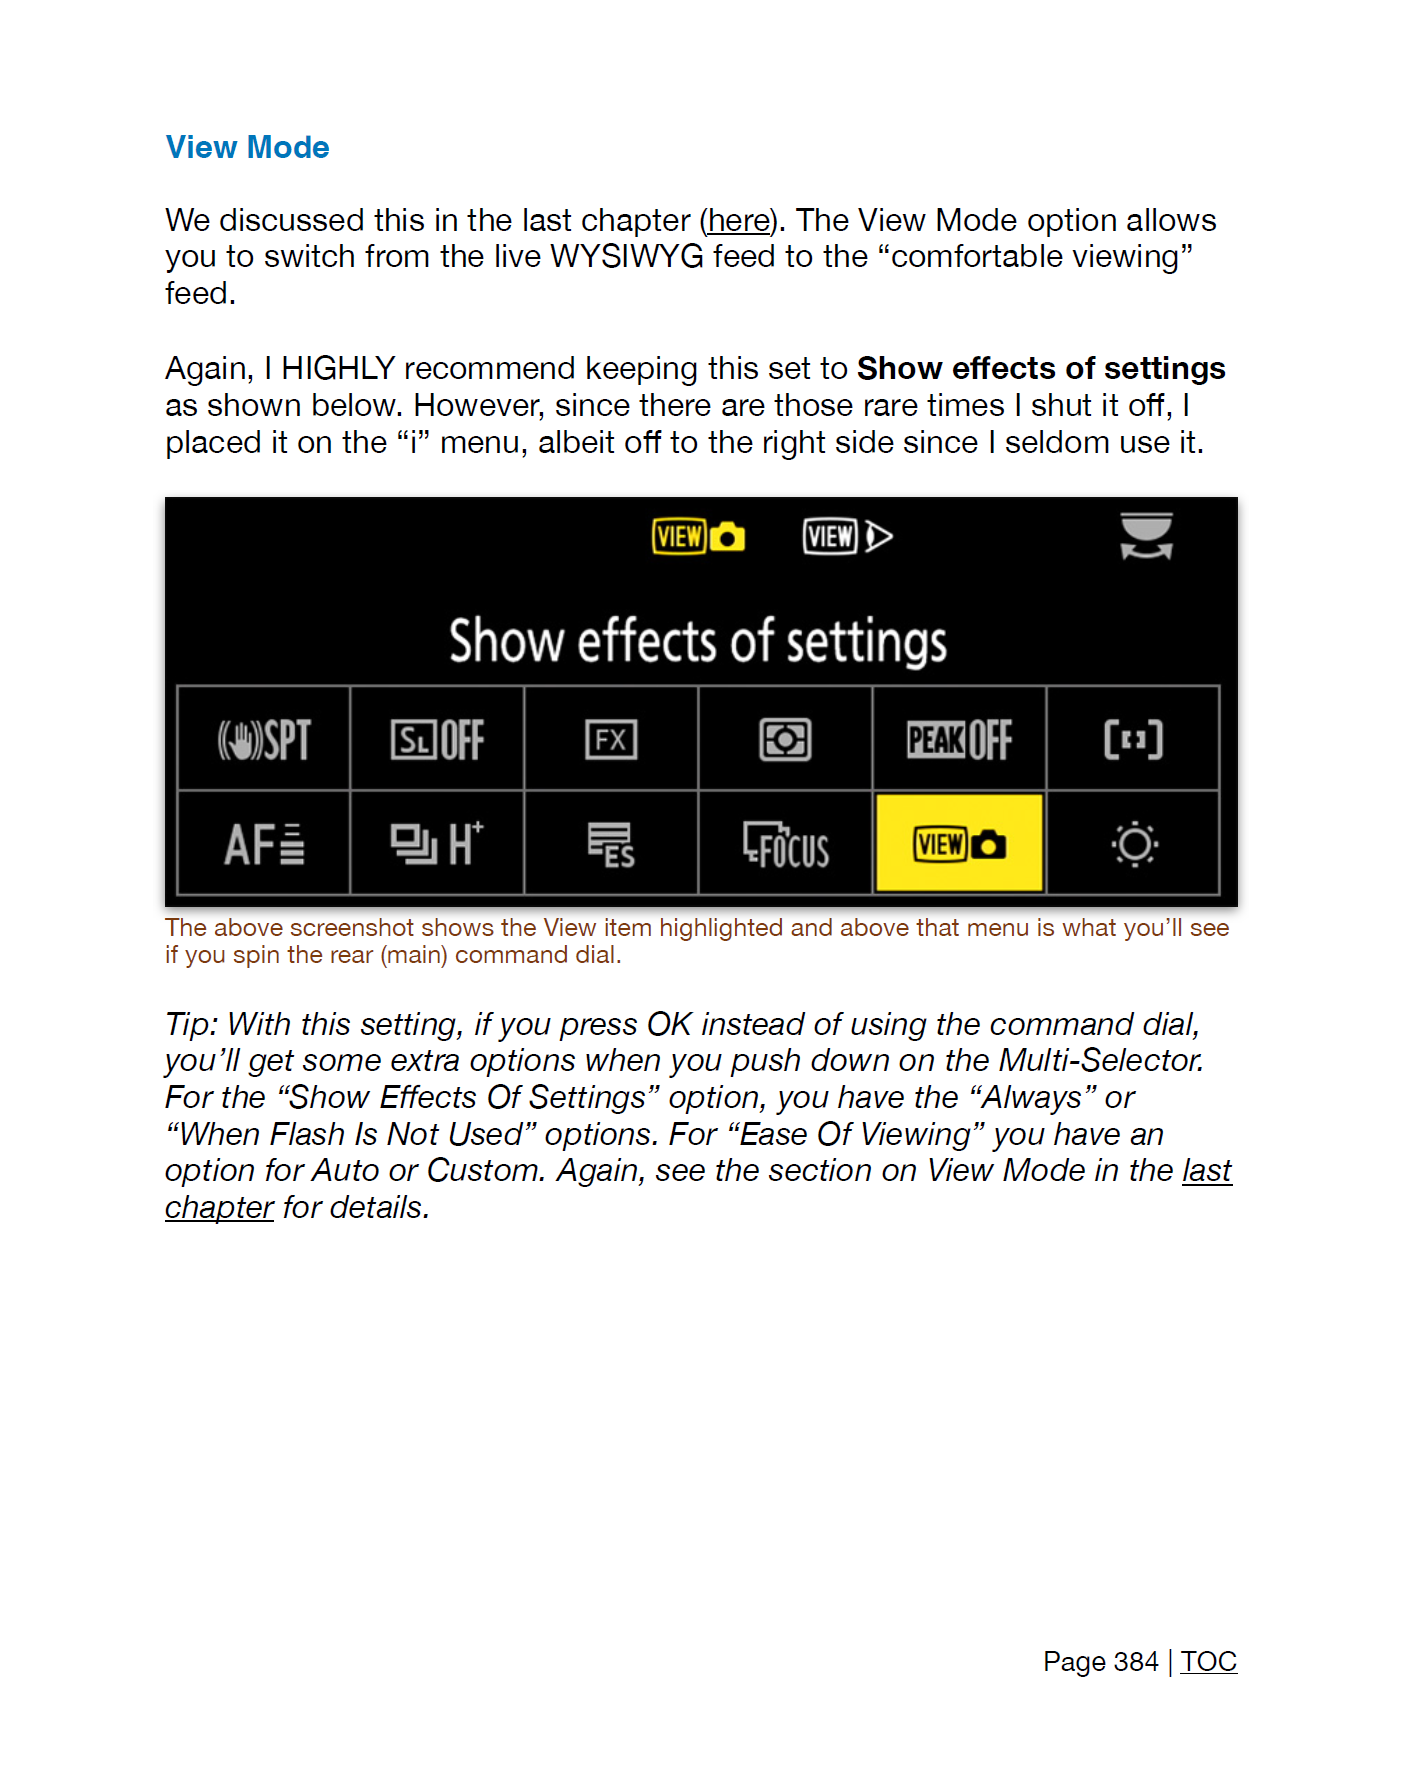 View Mode
We discussed this in the last chapter (here). The View Mode option allows
you to switch from the live WYSIWYG feed to the “comfortable viewing”
feed.
Again, I HIGHLY recommend keeping this set to Show effects of settings
as shown below. However, since there are those rare times I shut it off, I
placed it on the “i” menu, albeit off to the right side since I seldom use it.
VIEW VIEW
Show effects of settings
SPT SL OFF FX PEAK OFF
AF H+ ES FOCUS VIEW
The above screenshot shows the View item highlighted and above that menu is what you’ll see
if you spin the rear (main) command dial.
Tip: With this setting, if you press OK instead of using the command dial,
you’ll get some extra options when you push down on the Multi-Selector.
For the “Show Effects Of Settings” option, you have the “Always” or
“When Flash Is Not Used” options. For “Ease Of Viewing” you have an
option for Auto or Custom. Again, see the section on View Mode in the last
chapter for details.
Page 384 | TOC